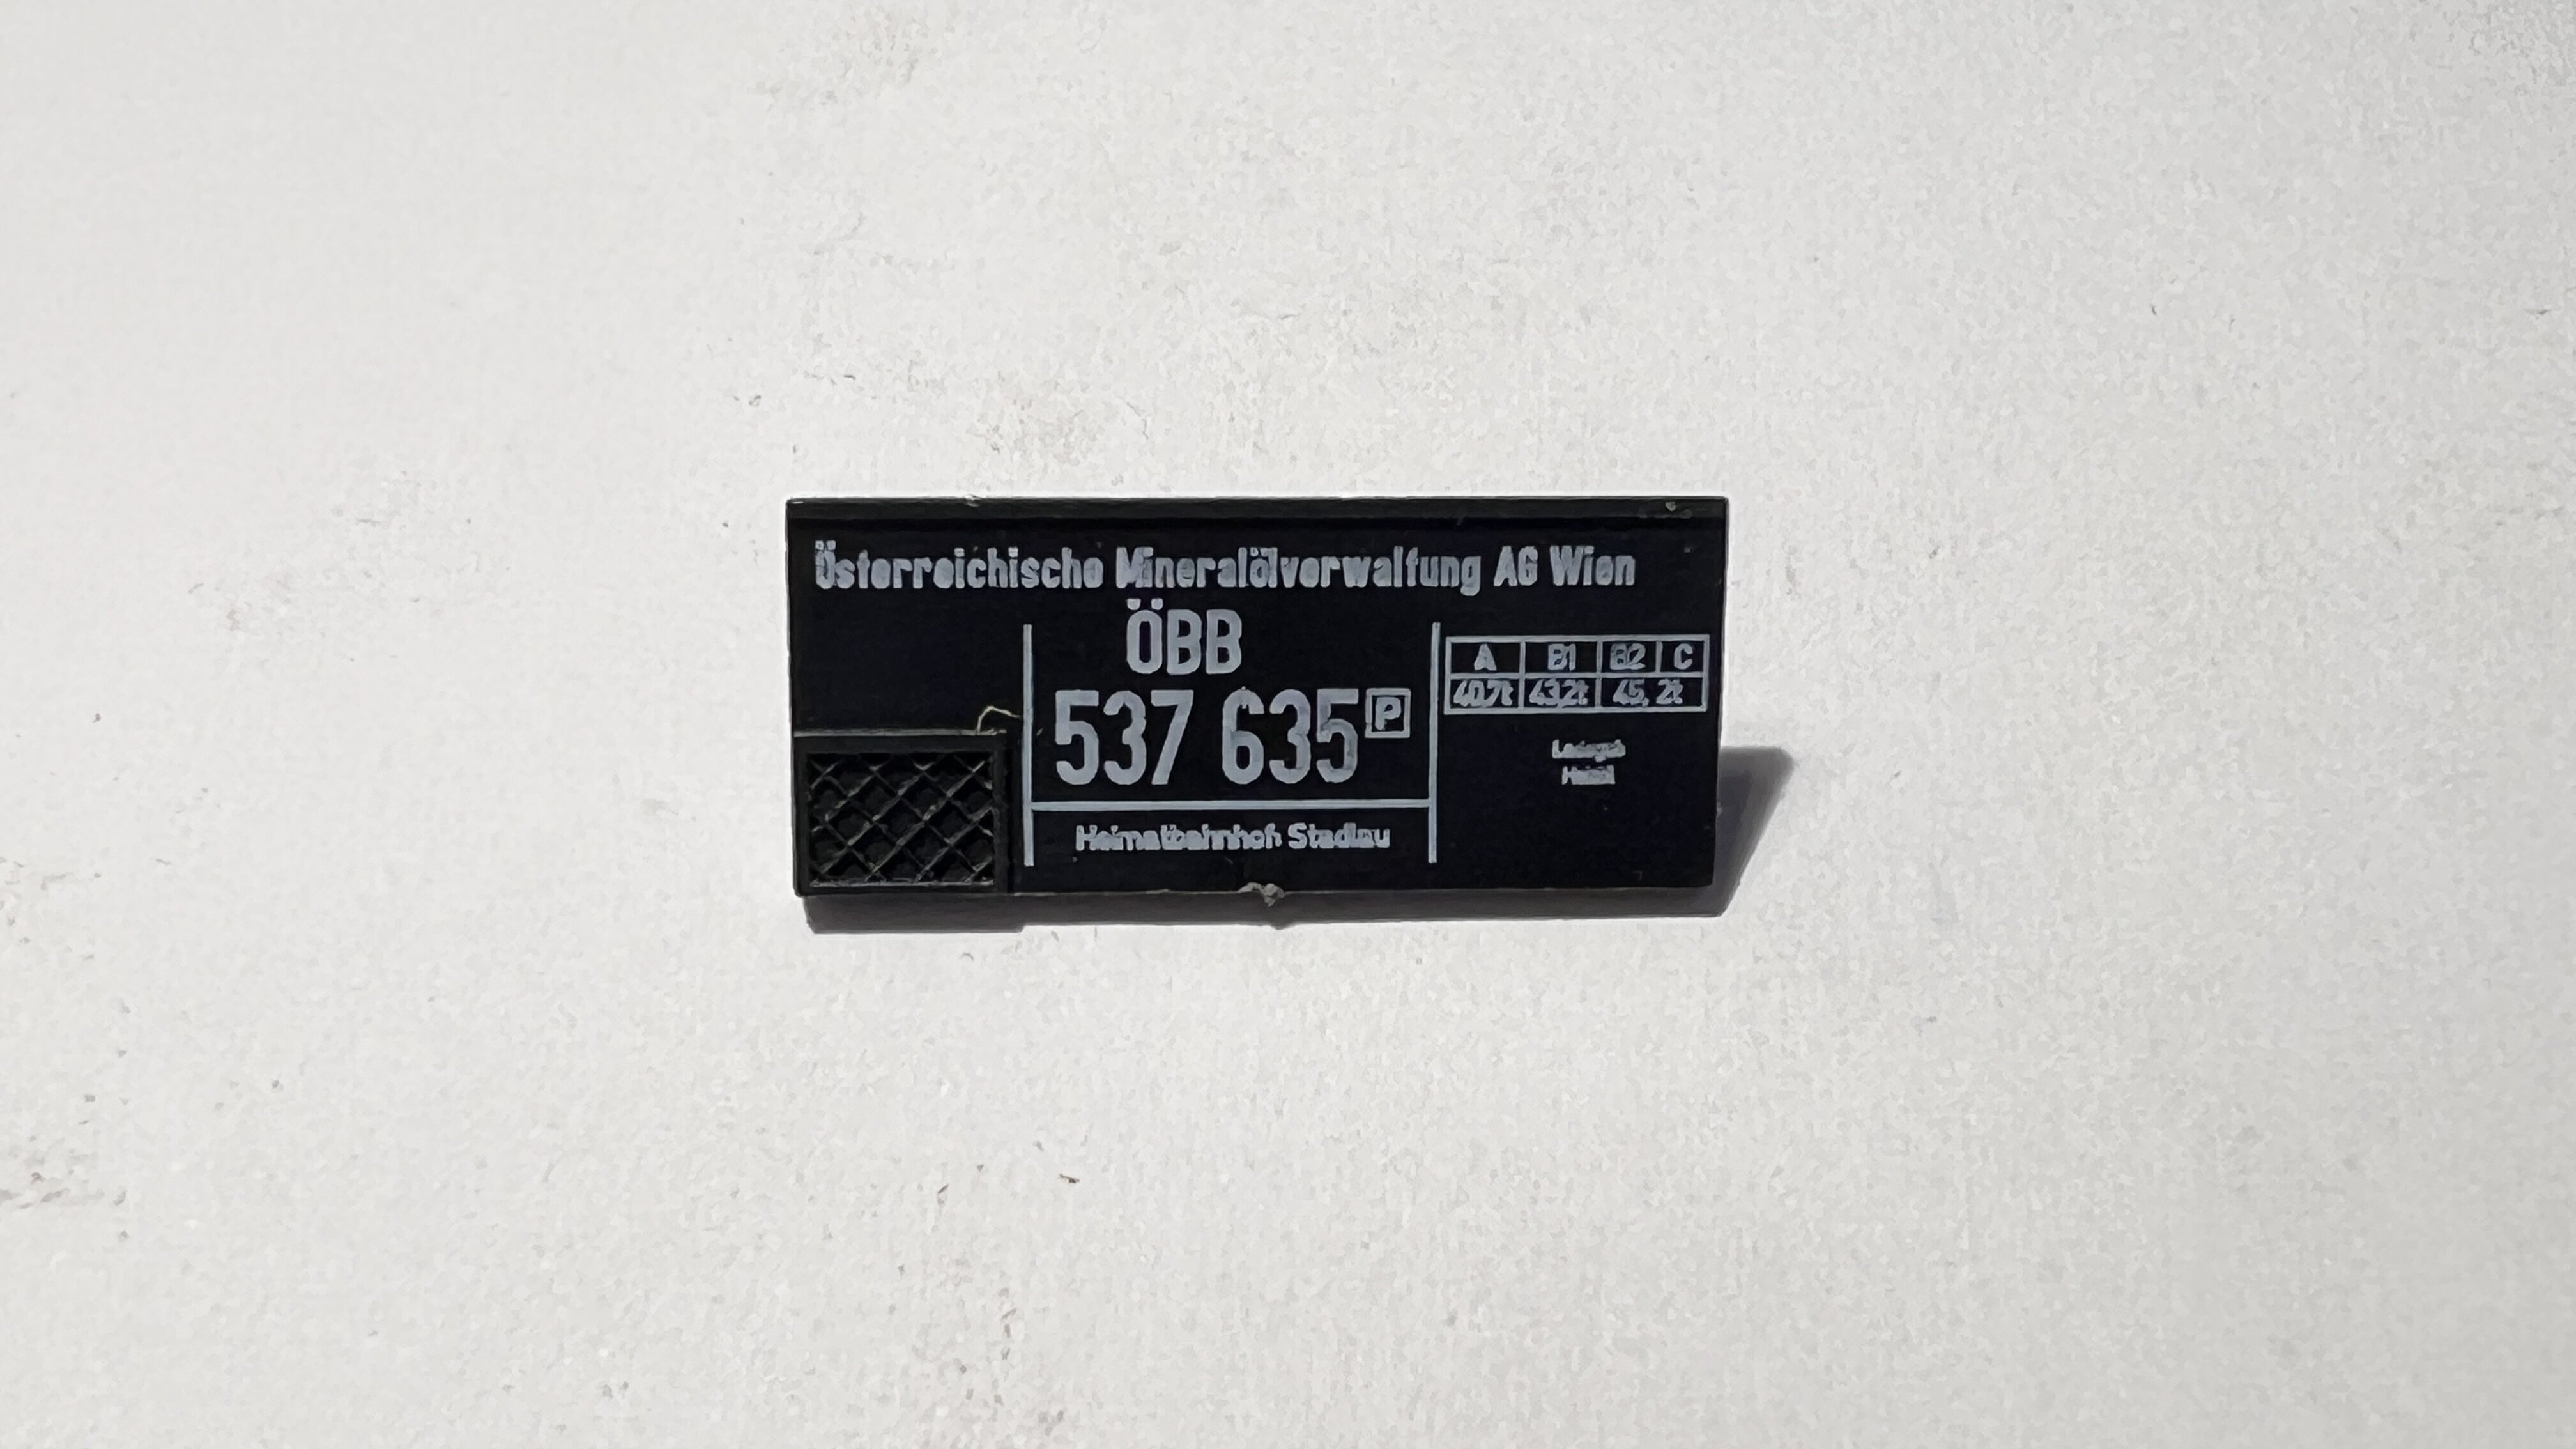 Österreichische Mineralölverwaltung AG Wien
ÖBB
537 635 P
Heimatbahnhof Stadlau
A B1 B2 C
40,7t 43,2t 45,2t